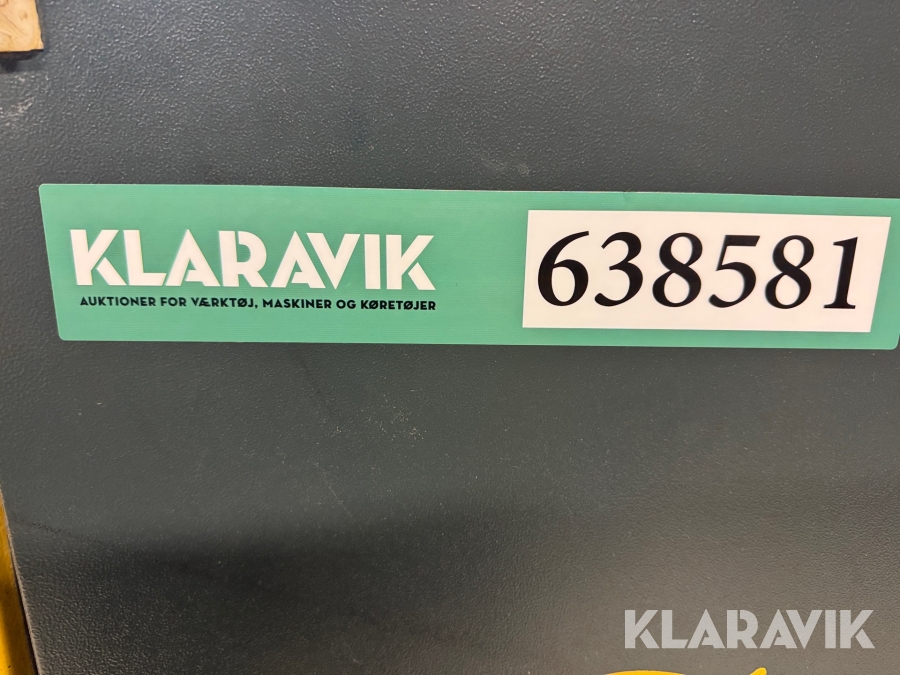 KLARAVIK
AUKTIONER FOR VÆRKTØJ, MASKINER OG KØRETØJER
638581
KLARAVIK